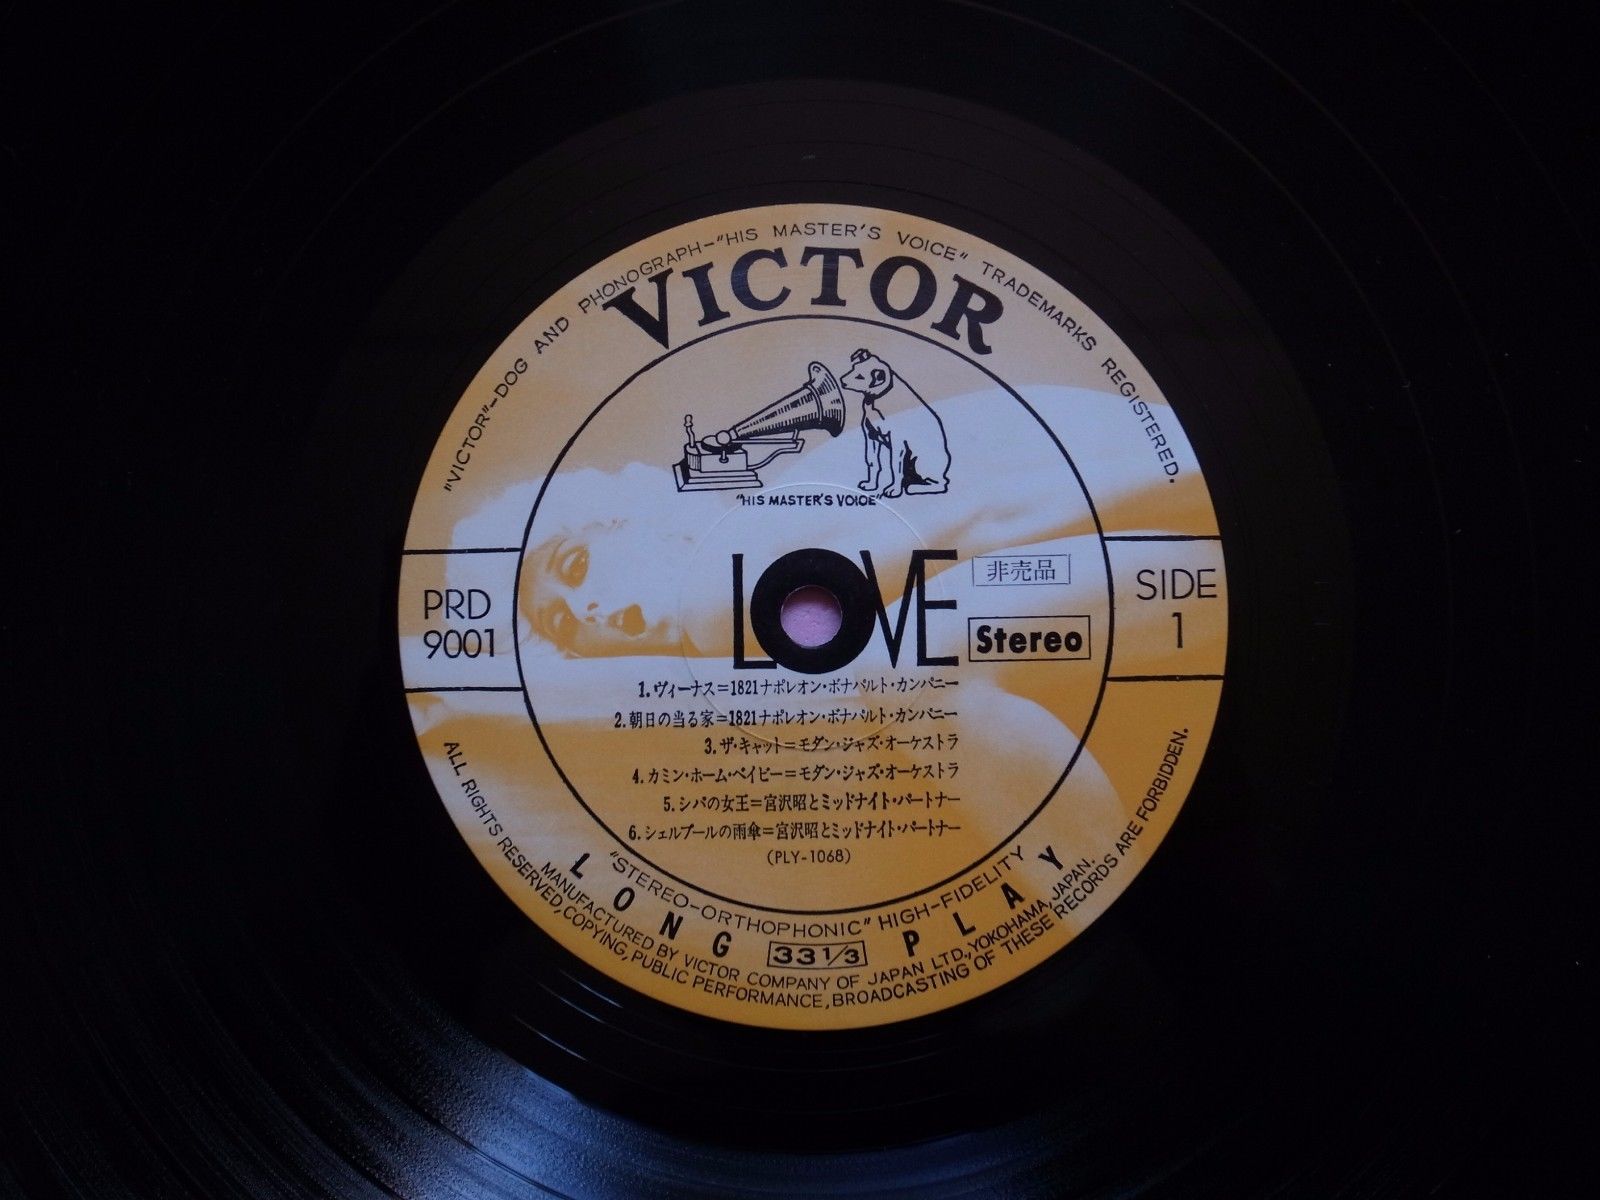 "VICTOR"-DOG AND PHONOGRAPH-"HIS MASTER'S VOICE" TRADEMARKS REGISTERED.
VICTOR
"HIS MASTER'S VOICE"
LOVE
非売品
PRD
9001
Stereo
SIDE
1
1.ヴィーナス=1821ナポレオン・ボナパルト・カンパニー
2.朝日の当る家=1821ナポレオン・ボナパルト・カンパニー
3.ザ・キャット=モダン・ジャズ・オーケストラ
4.カミン・ホーム・ベイビー=モダン・ジャズ・オーケストラ
5.シバの女王=宮沢昭とミッドナイト・パートナー
6.シェルブールの雨傘=宮沢昭とミッドナイト・パートナー
(PLY-1068)
"STEREO-ORTHOPHONIC" HIGH-FIDELITY
LONG 33 1/3 PLAY
MANUFACTURED BY VICTOR COMPANY OF JAPAN LTD., YOKOHAMA, JAPAN.
ALL RIGHTS RESERVED, COPYING, PUBLIC PERFORMANCE, BROADCASTING OF THESE RECORDS ARE FORBIDDEN.